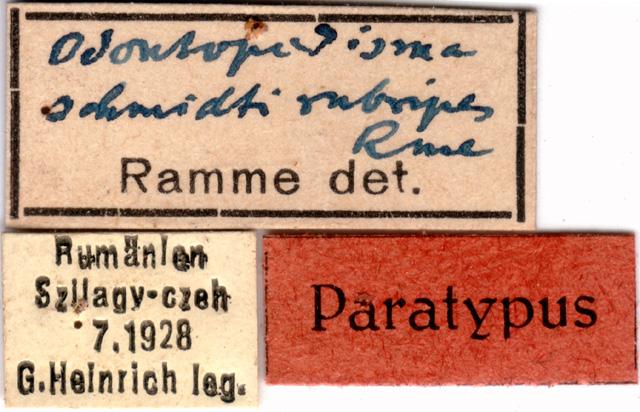 Odontopodisma
schmidti rubripes
Rme
Ramme det.
Rumänien
Szilagy-czeh
7.1928
G.Heinrich leg.
Paratypus